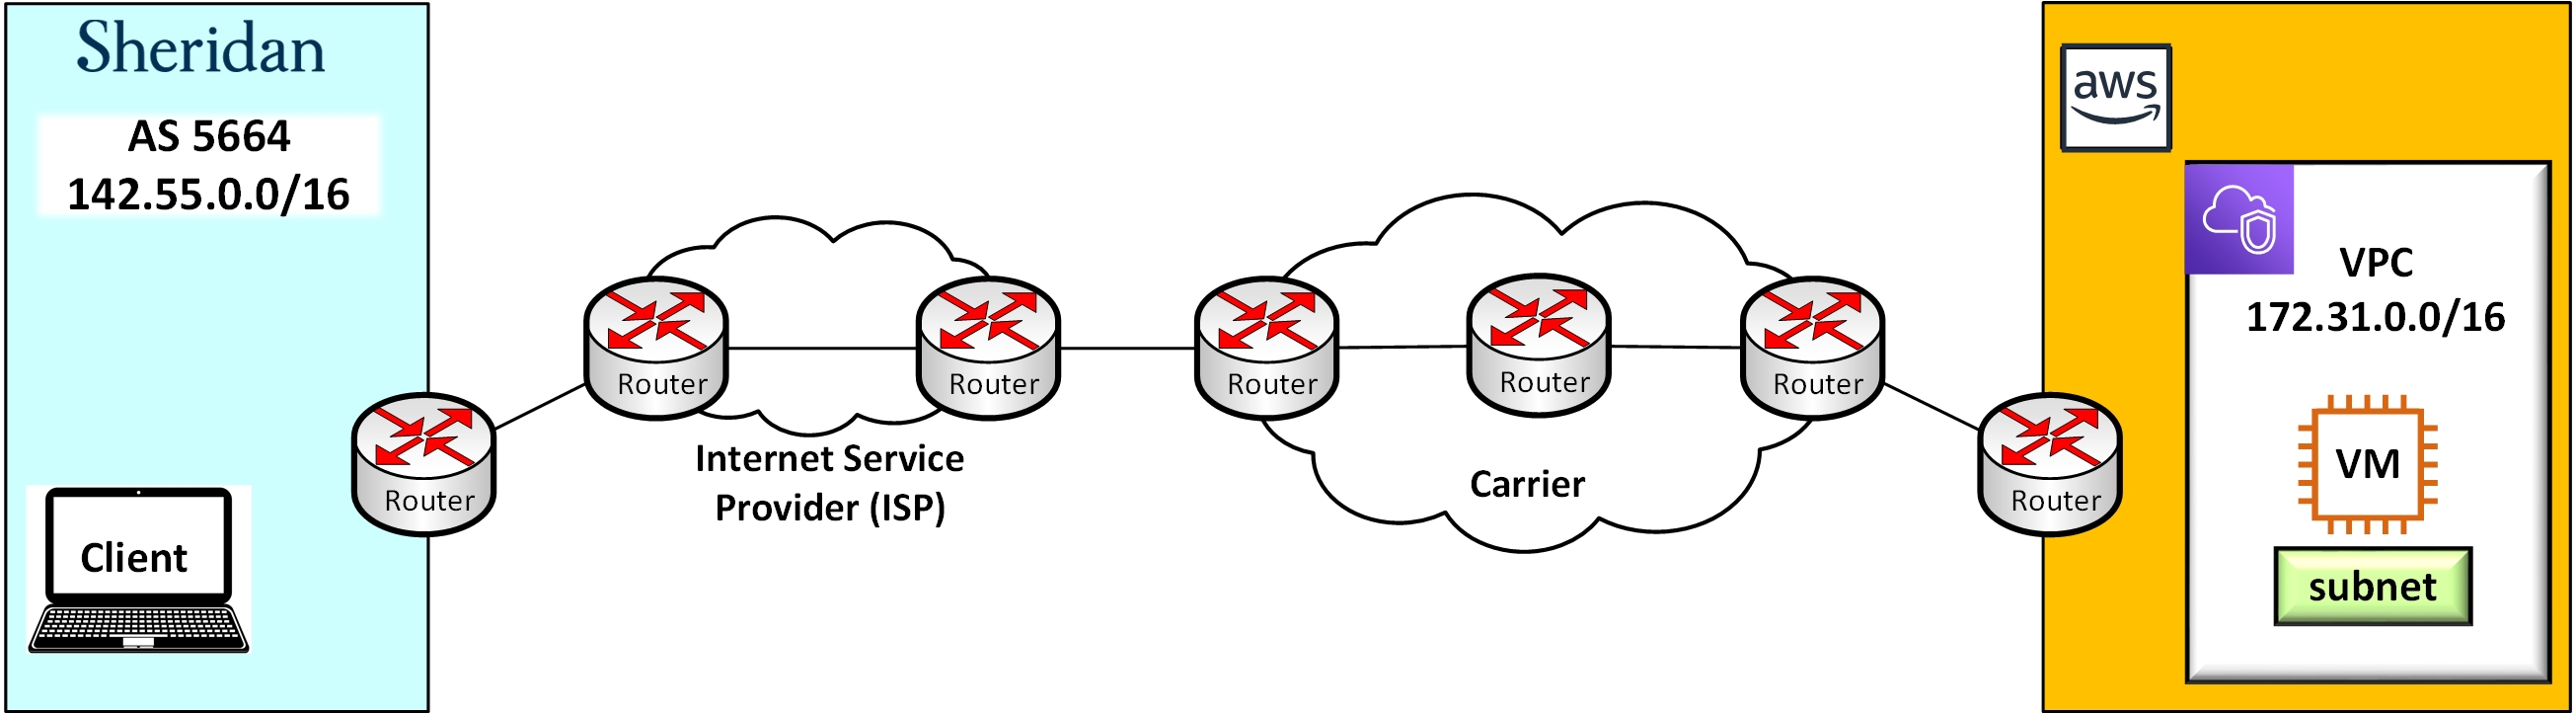 Sheridan
AS 5664
142.55.0.0/16
Client
Router
Router
Router
Internet Service
Provider (ISP)
Router
Router
Router
Carrier
Router
aws
VPC
172.31.0.0/16
VM
subnet